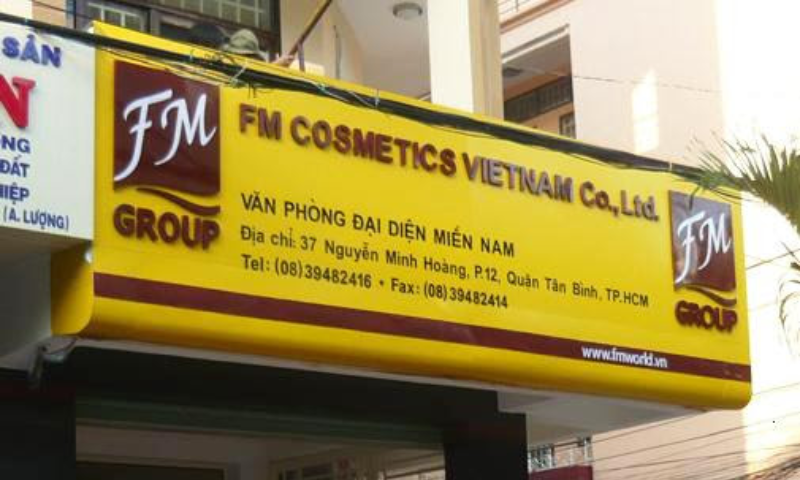 SẢN
N
ĐẤT
(A. LƯỢNG)
FM
GROUP
FM COSMETICS VIETNAM Co., Ltd.
VĂN PHÒNG ĐẠI DIỆN MIỀN NAM
Địa chỉ: 37 Nguyễn Minh Hoàng, P.12, Quận Tân Bình, TP.HCM
Tel: (08)39482416 • Fax: (08)39482414
www.fmworld.vn
FM
GROUP